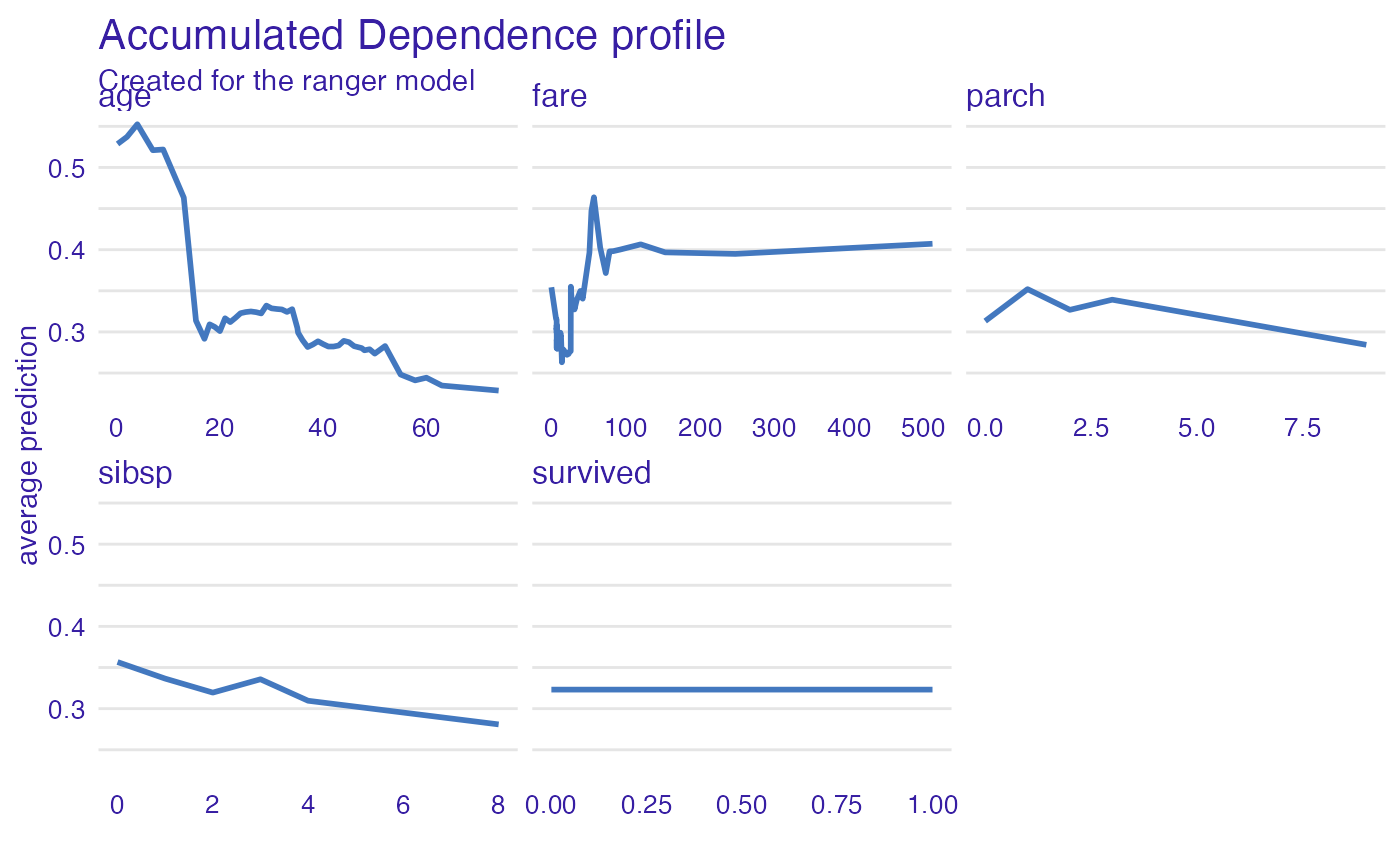 Accumulated Dependence profile
Created for the ranger model
age
fare
parch
average prediction
0.5
0.4
0.3
0 20 40 60
0 100 200 300 400 500
0.0 2.5 5.0 7.5
sibsp
survived
0.5
0.4
0.3
0 2 4 6 8
0.00 0.25 0.50 0.75 1.00